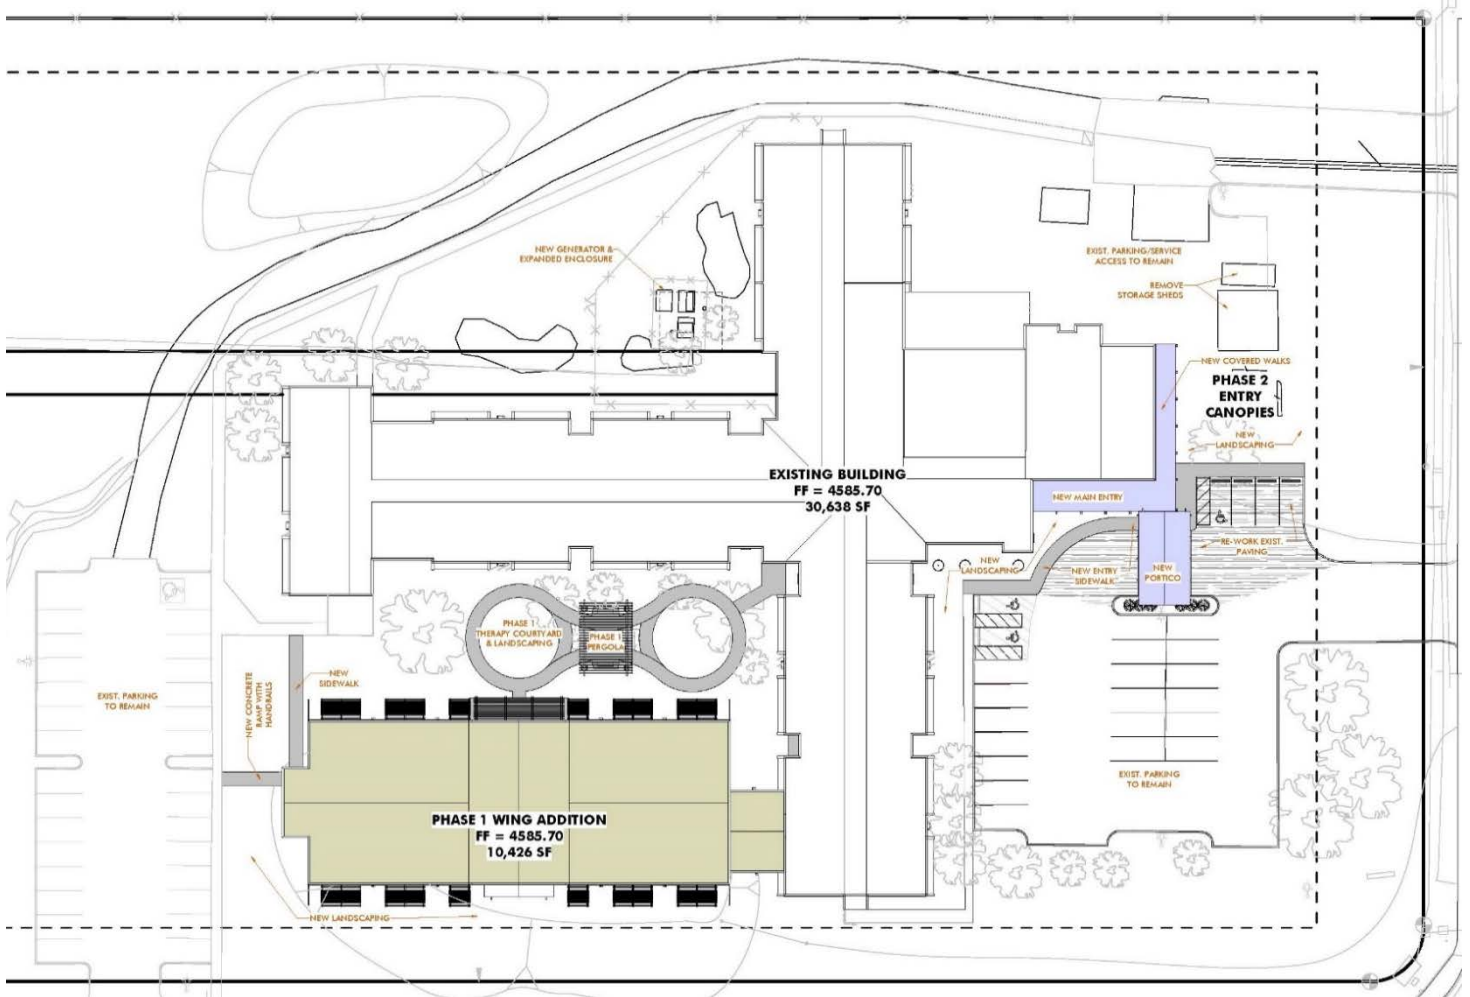 NEW GENERATOR &
EXPANDED ENCLOSURE
EXIST. PARKING/SERVICE
ACCESS TO REMAIN
REMOVE
STORAGE SHEDS
NEW COVERED WALKS
PHASE 2
ENTRY
CANOPIES
NEW
LANDSCAPING
EXISTING BUILDING
FF = 4585.70
30,638 SF
NEW MAIN ENTRY
RE-WORK EXIST.
PAVING
NEW
LANDSCAPING
NEW ENTRY
SIDEWALK
NEW
PORTICO
PHASE 1
THERAPY COURTYARD
& LANDSCAPING
PHASE 1
PERGOLA
NEW
SIDEWALK
NEW CONCRETE
RAMP WITH
HANDRAILS
EXIST. PARKING
TO REMAIN
EXIST. PARKING
TO REMAIN
PHASE 1 WING ADDITION
FF = 4585.70
10,426 SF
NEW LANDSCAPING